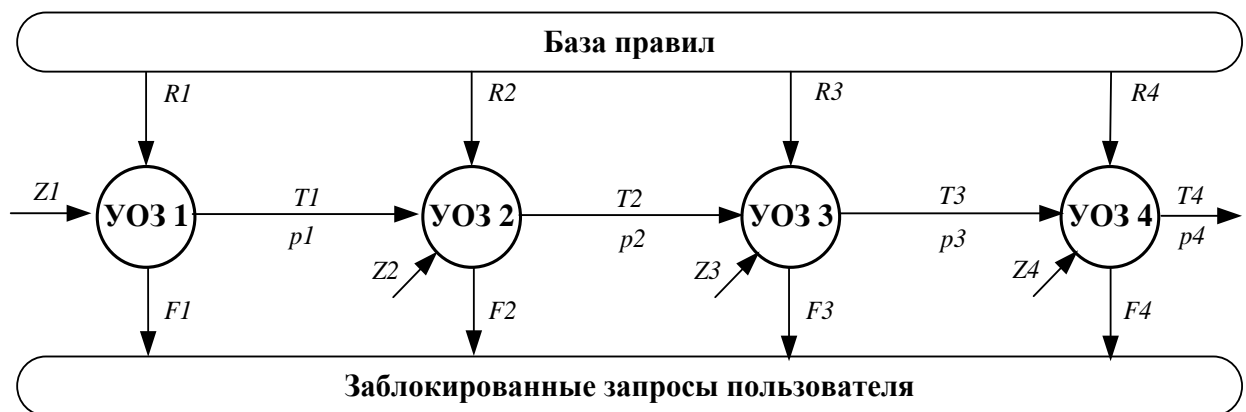 База правил
R1 R2 R3 R4
Z1 T1 T2 T3 T4
УОЗ 1 УОЗ 2 УОЗ 3 УОЗ 4
p1 p2 p3 p4
Z2 Z3 Z4
F1 F2 F3 F4
Заблокированные запросы пользователя